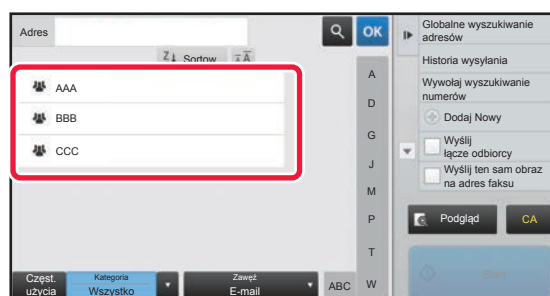 Adres
OK
Sortow.
AAA
BBB
CCC
A
D
G
J
M
P
T
W
ABC
Częst.
użycia
Kategoria
Wszystko
Zawęź
E-mail
Globalne wyszukiwanie
adresów
Historia wysyłania
Wywołaj wyszukiwanie
numerów
Dodaj Nowy
Wyślij
łącze odbiorcy
Wyślij ten sam obraz
na adres faksu
Podgląd
CA
Start